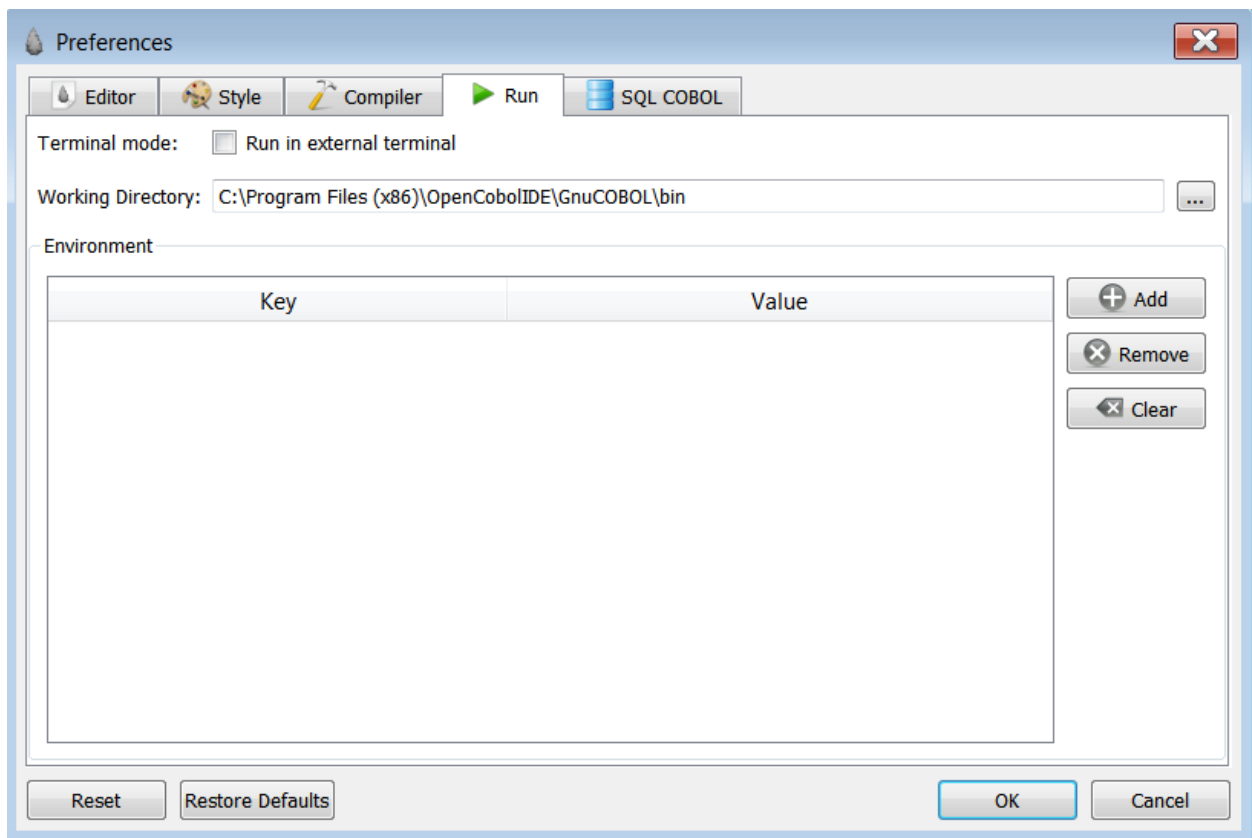 Preferences
Editor Style Compiler Run SQL COBOL
Terminal mode: Run in external terminal
Working Directory: C:\Program Files (x86)\OpenCobolIDE\GnuCOBOL\bin ...
Environment
Key Value
Add
Remove
Clear
Reset Restore Defaults OK Cancel